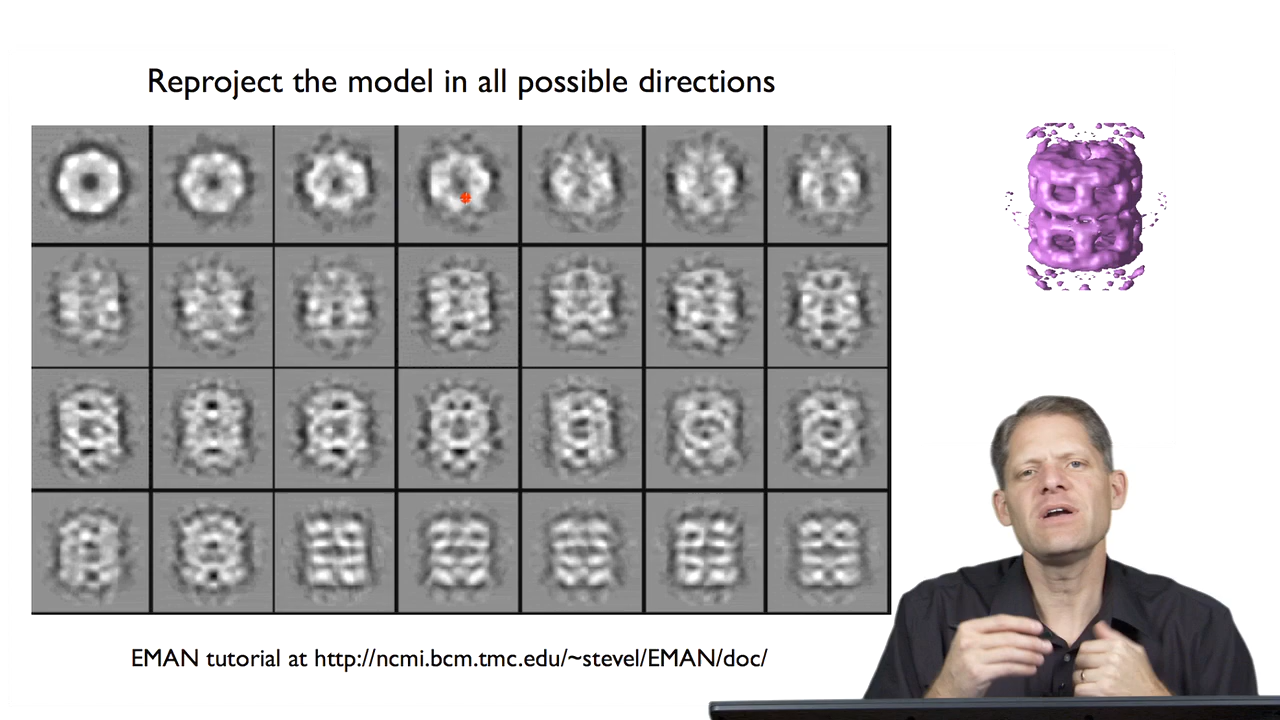 Reproject the model in all possible directions
EMAN tutorial at http://ncmi.bcm.tmc.edu/~stevel/EMAN/doc/